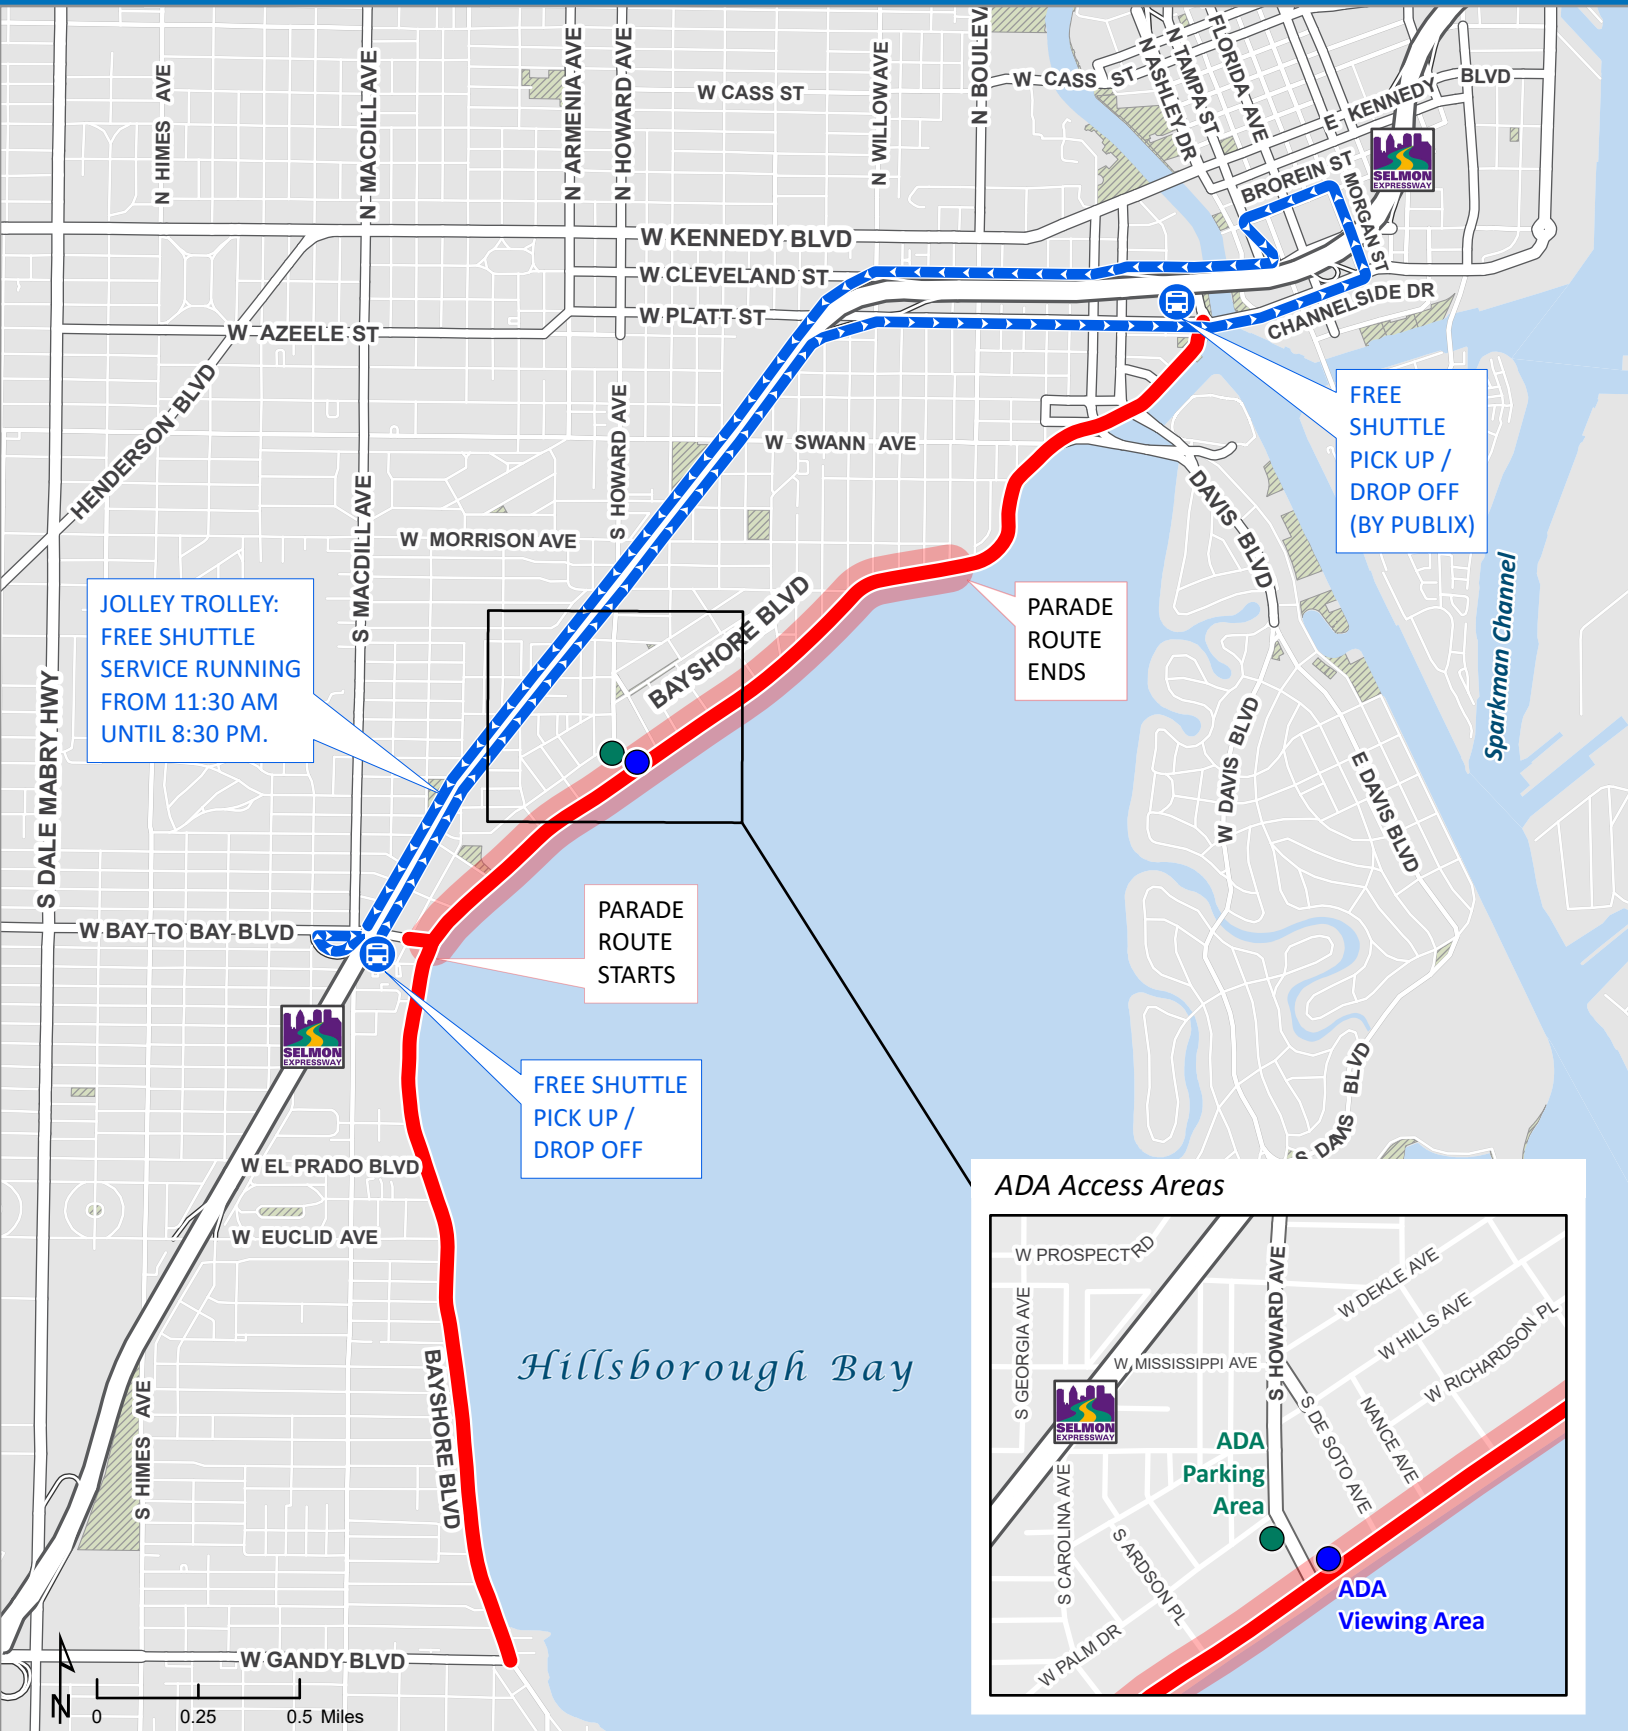 N HIMES AVE
N MACDILL AVE
N ARMENIA AVE
N HOWARD AVE
W CASS ST
N WILLOW AVE
N BOULEV
W CASS ST
N ASHLEY DR
N TAMPA ST
FLORIDA AVE
E KENNEDY BLVD
SELMON
EXPRESSWAY
BROREIN ST
MORGAN ST
W KENNEDY BLVD
W CLEVELAND ST
W PLATT ST
CHANNELSIDE DR
W AZEELE ST
HENDERSON BLVD
S HOWARD AVE
W SWANN AVE
FREE
SHUTTLE
PICK UP /
DROP OFF
(BY PUBLIX)
DAVIS BLVD
S MACDILL AVE
W MORRISON AVE
JOLLEY TROLLEY:
FREE SHUTTLE
SERVICE RUNNING
FROM 11:30 AM
UNTIL 8:30 PM.
BAYSHORE BLVD
PARADE
ROUTE
ENDS
Sparkman Channel
S DALE MABRY HWY
W DAVIS BLVD
E DAVIS BLVD
W BAY TO BAY BLVD
PARADE
ROUTE
STARTS
SELMON
EXPRESSWAY
FREE SHUTTLE
PICK UP /
DROP OFF
S DAVIS BLVD
W EL PRADO BLVD
W EUCLID AVE
Hillsborough Bay
S HIMES AVE
BAYSHORE BLVD
W GANDY BLVD
N
0 0.25 0.5 Miles
ADA Access Areas
W PROSPECT RD
S GEORGIA AVE
S HOWARD AVE
W DEKLE AVE
W HILLS AVE
W RICHARDSON PL
W MISSISSIPPI AVE
SELMON
EXPRESSWAY
S DE SOTO AVE
NANCE AVE
ADA
Parking
Area
S CAROLINA AVE
S ARDSON PL
W PALM DR
ADA
Viewing Area